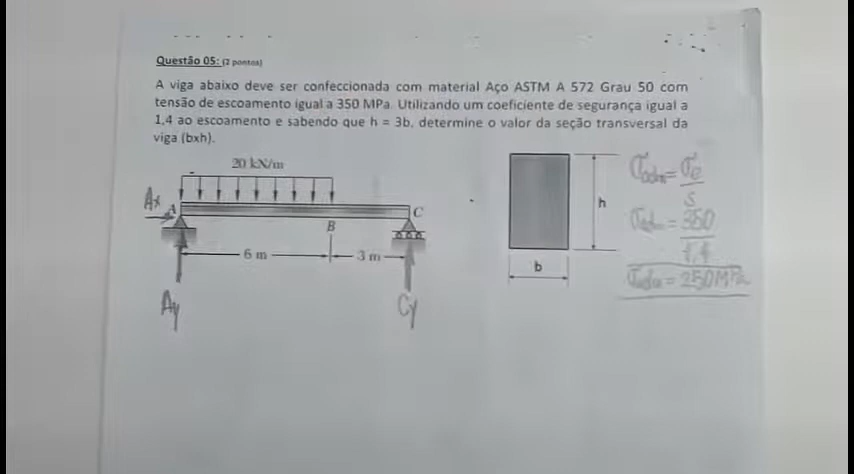 Questão 05: (2 pontos)
A viga abaixo deve ser confeccionada com material Aço ASTM A 572 Grau 50 com
tensão de escoamento igual a 350 MPa. Utilizando um coeficiente de segurança igual a
1,4 ao escoamento e sabendo que h = 3b, determine o valor da seção transversal da
viga (bxh).
20 kN/m
Ax
A
C
B
6 m
3 m
Ay
Cy
h
b
σadm = σe
S
σadm = 350
1,4
σadm = 250MPa